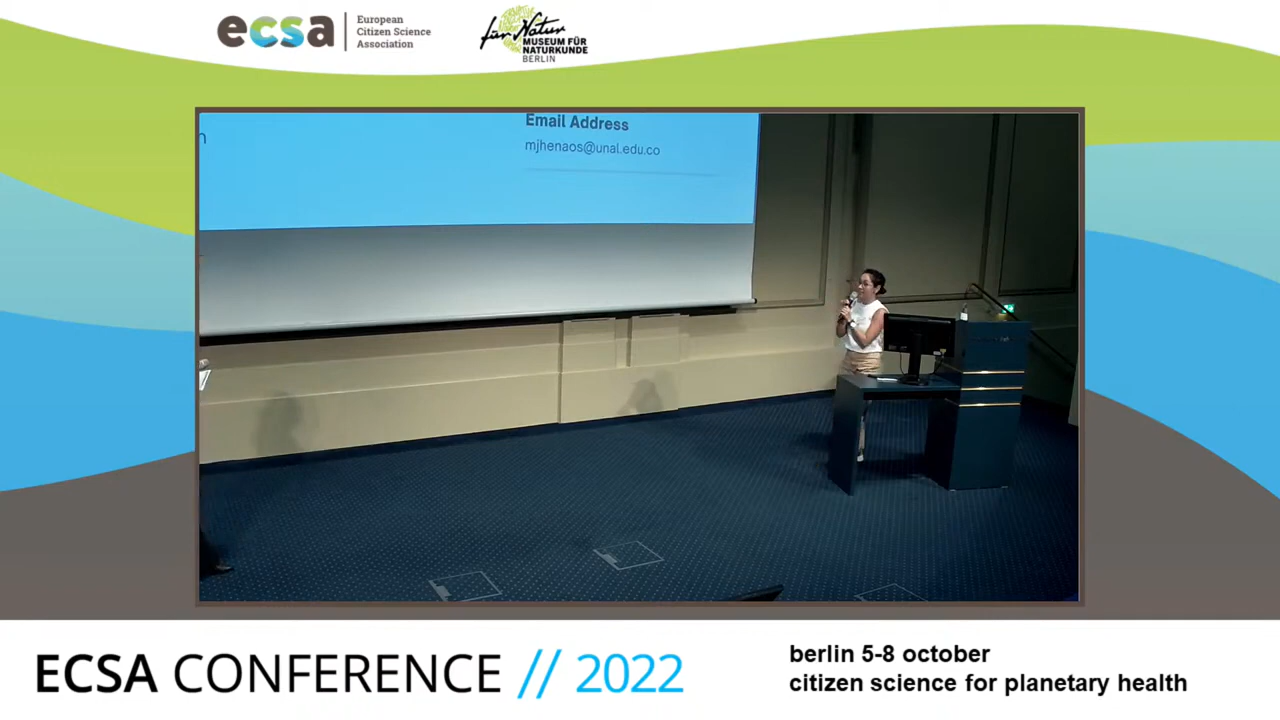 ecsa
European
Citizen Science
Association
für Natur
MUSEUM FÜR
NATURKUNDE
BERLIN
n
Email Address
mjhenaos@unal.edu.co
ECSA CONFERENCE // 2022
berlin 5-8 october
citizen science for planetary health